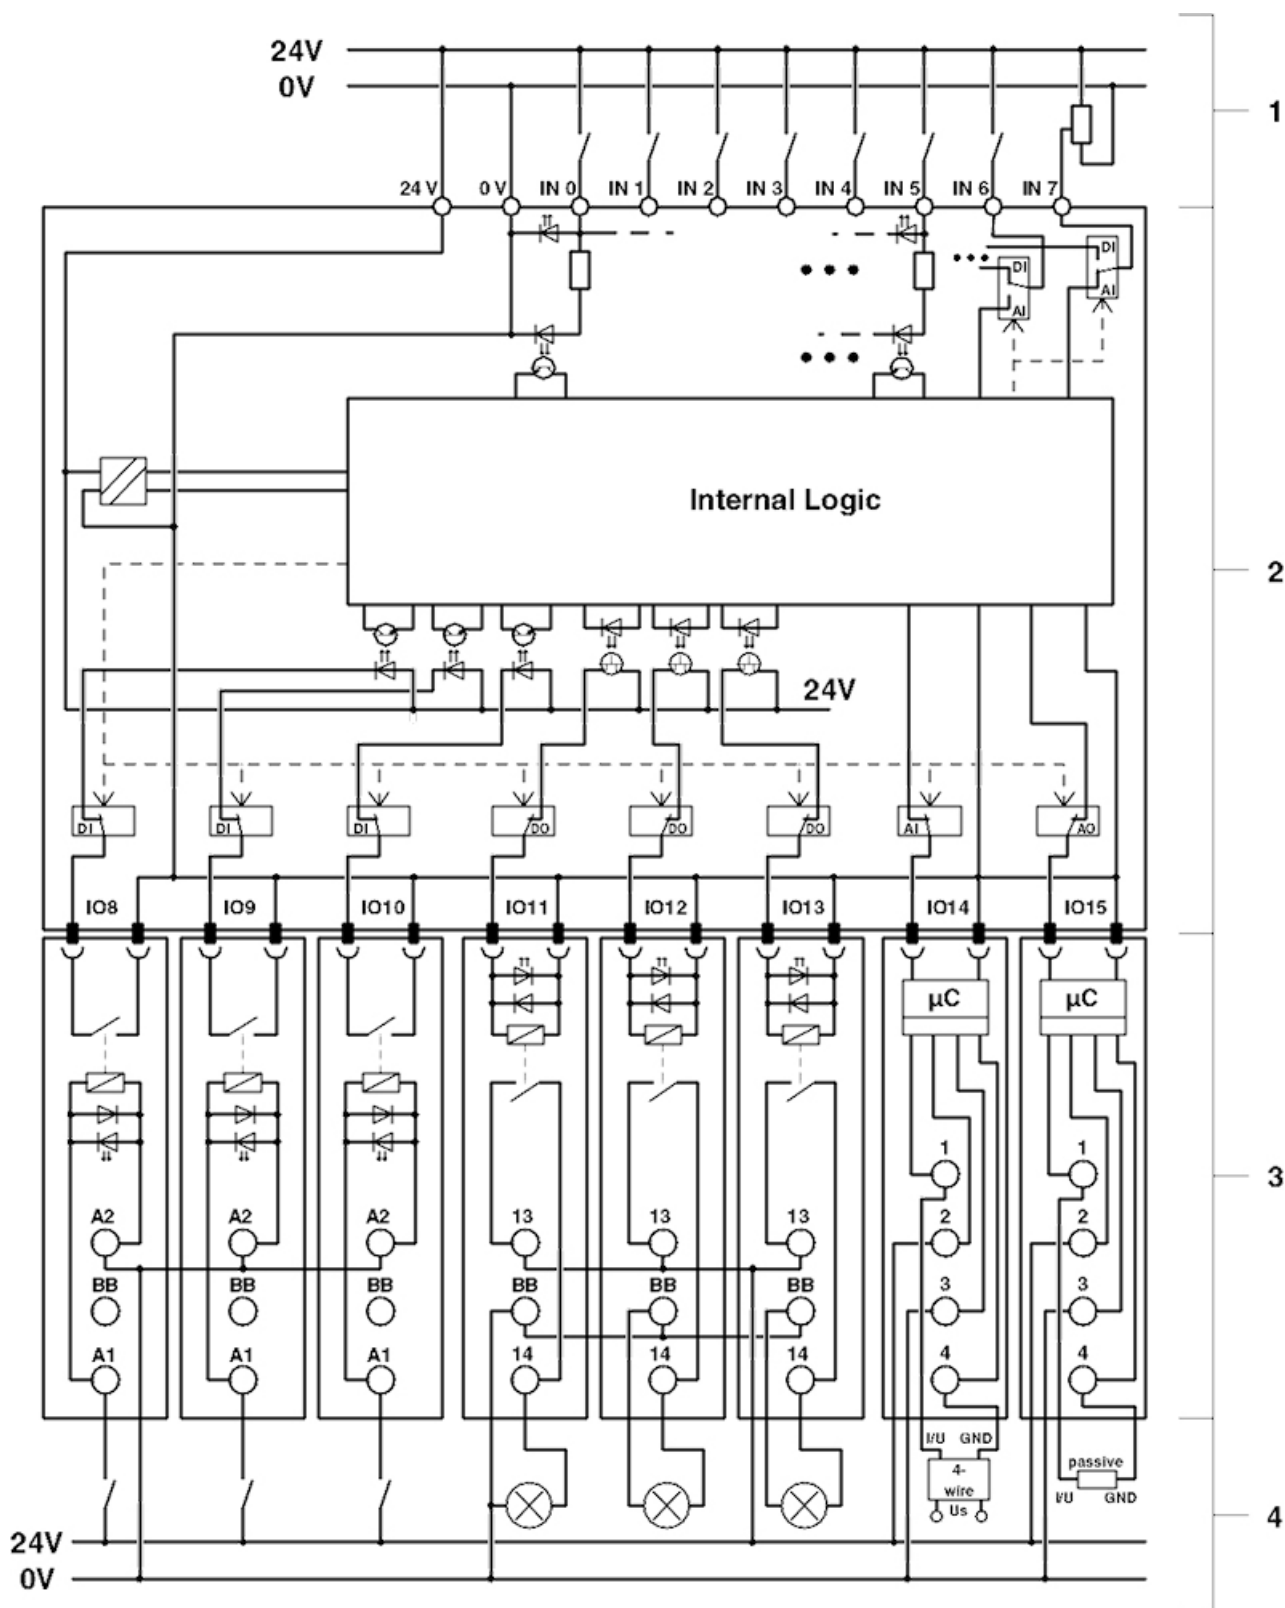 24V
0V
1
24 V 0 V IN 0 IN 1 IN 2 IN 3 IN 4 IN 5 IN 6 IN 7
DI
DI
AI
AI
Internal Logic
2
24V
DI DI DI DO DO DO AI AO
IO8 IO9 IO10 IO11 IO12 IO13 IO14 IO15
µC µC
1 1
3
A2 A2 A2 13 13 13 2 2
BB BB BB BB BB BB 3 3
A1 A1 A1 14 14 14 4 4
I/U GND
passive
4-
wire
I/U GND
Us
4
24V
0V